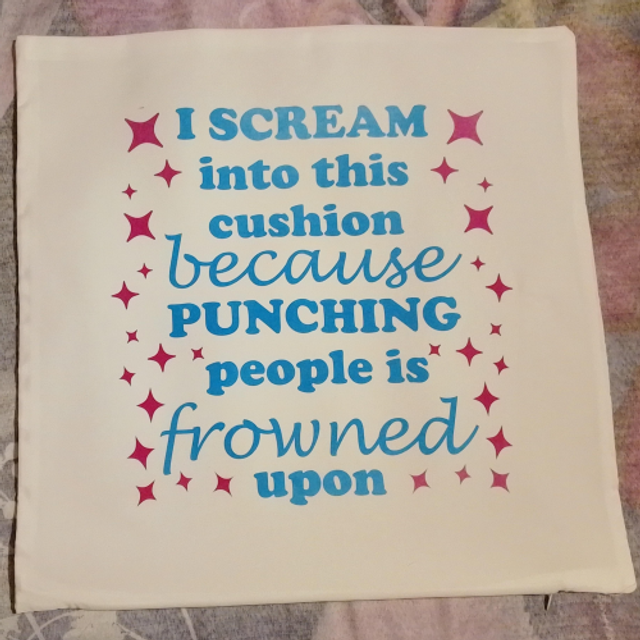 I SCREAM
into this
cushion
because
PUNCHING
people is
frowned
upon